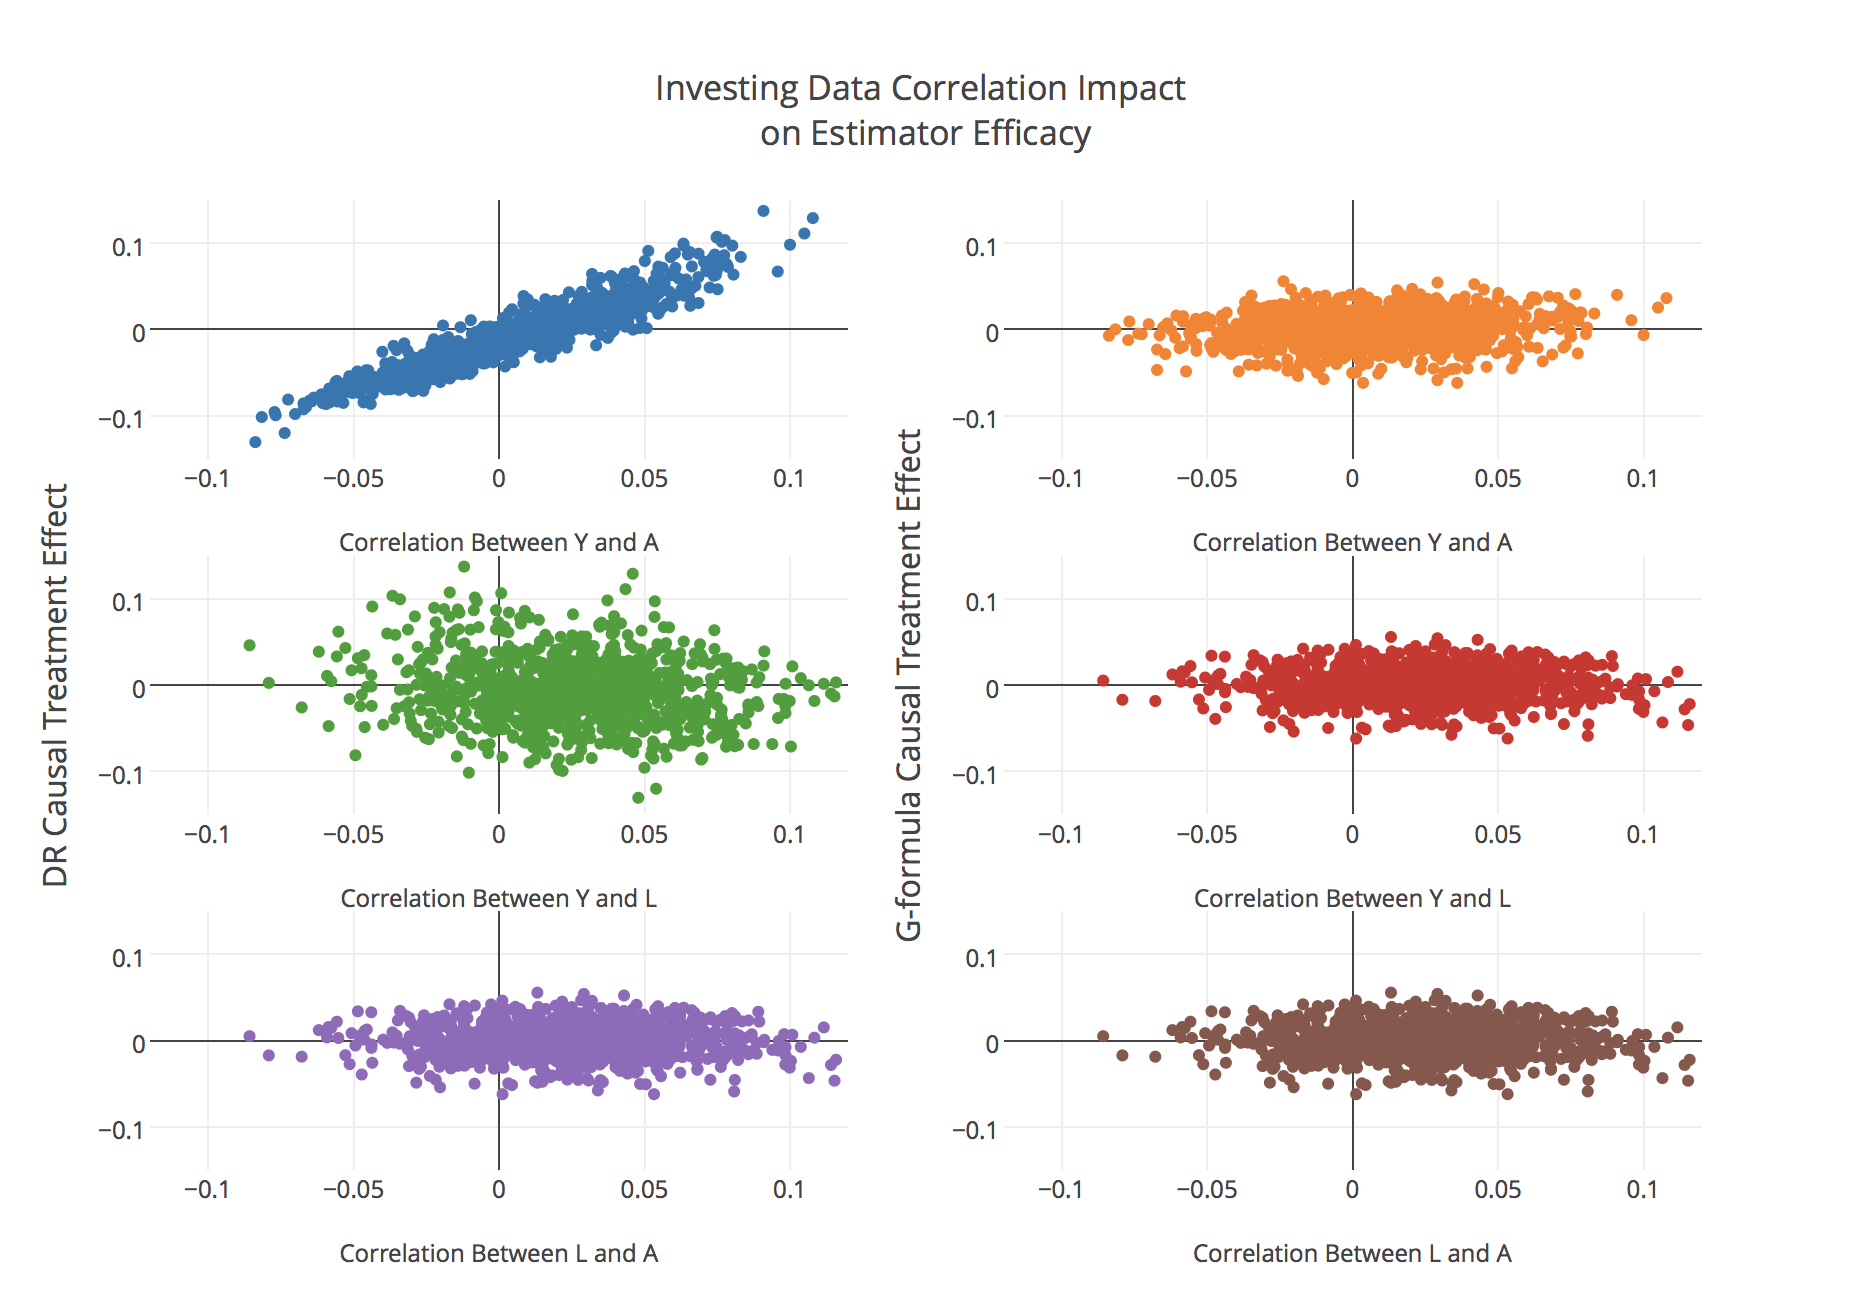 Investing Data Correlation Impact
on Estimator Efficacy
DR Causal Treatment Effect
0.1
0
−0.1
−0.1 −0.05 0 0.05 0.1
Correlation Between Y and A
0.1
0
−0.1
−0.1 −0.05 0 0.05 0.1
Correlation Between Y and L
0.1
0
−0.1
−0.1 −0.05 0 0.05 0.1
Correlation Between L and A
G-formula Causal Treatment Effect
0.1
0
−0.1
−0.1 −0.05 0 0.05 0.1
Correlation Between Y and A
0.1
0
−0.1
−0.1 −0.05 0 0.05 0.1
Correlation Between Y and L
0.1
0
−0.1
−0.1 −0.05 0 0.05 0.1
Correlation Between L and A